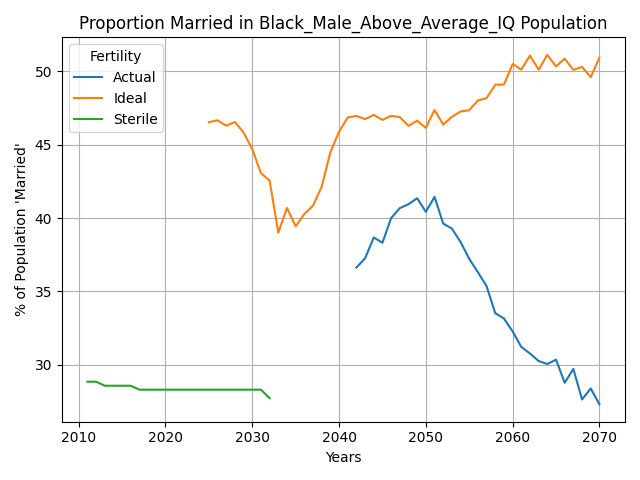 Proportion Married in Black_Male_Above_Average_IQ Population
Fertility
Actual
Ideal
Sterile
% of Population 'Married'
50
45
40
35
30
2010 2020 2030 2040 2050 2060 2070
Years